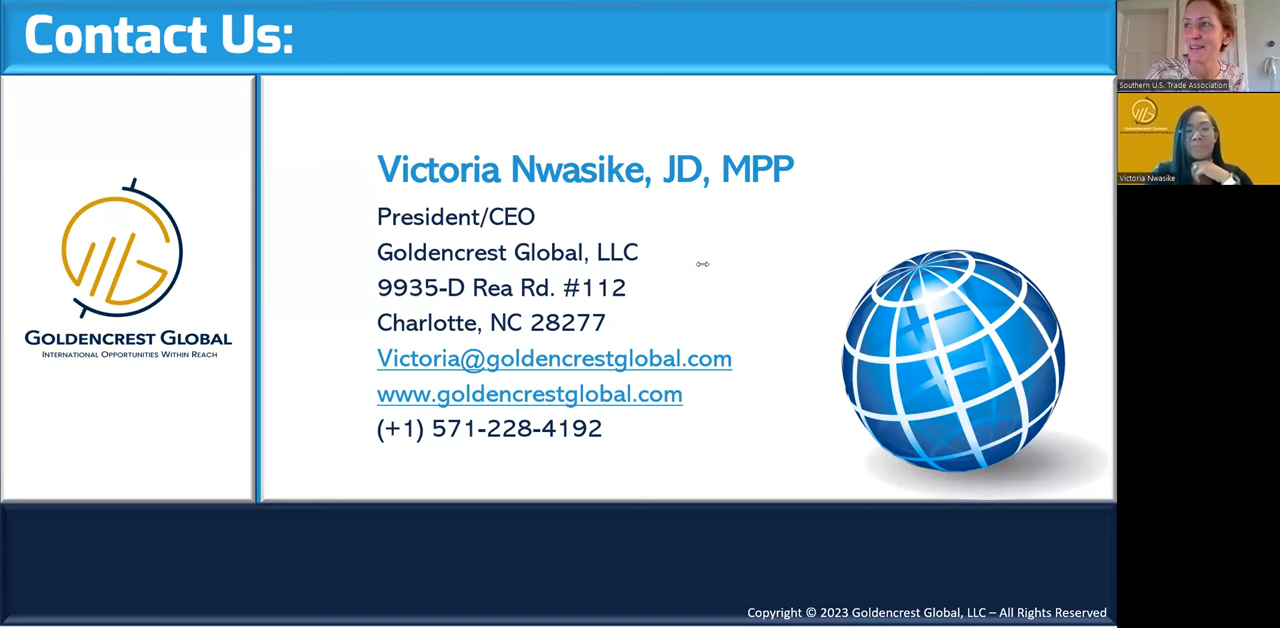 Contact Us:
Southern U.S. Trade Association
Victoria Nwasike
GOLDENCREST GLOBAL
INTERNATIONAL OPPORTUNITIES WITHIN REACH
Victoria Nwasike, JD, MPP
President/CEO
Goldencrest Global, LLC
9935-D Rea Rd. #112
Charlotte, NC 28277
Victoria@goldencrestglobal.com
www.goldencrestglobal.com
(+1) 571-228-4192
Copyright © 2023 Goldencrest Global, LLC – All Rights Reserved